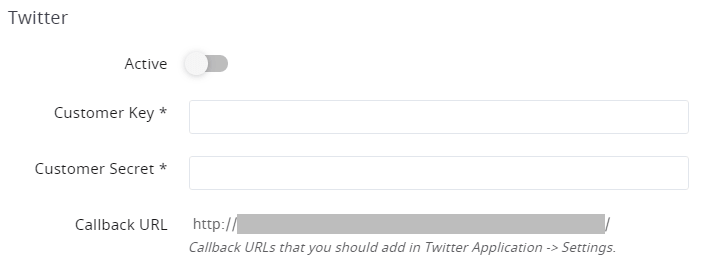 Twitter
Active
Customer Key *
Customer Secret *
Callback URL http:// /
Callback URLs that you should add in Twitter Application -> Settings.